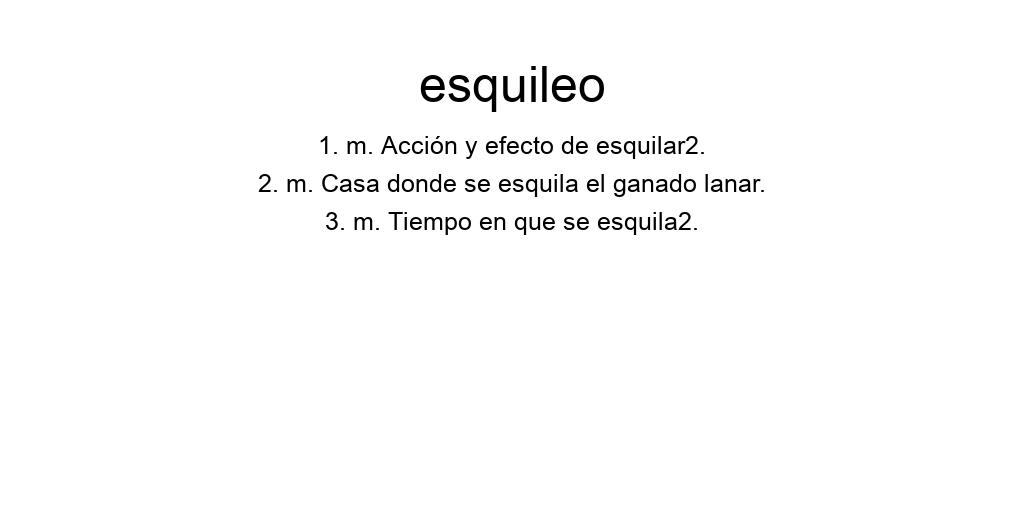 esquileo
1. m. Acción y efecto de esquilar2.
2. m. Casa donde se esquila el ganado lanar.
3. m. Tiempo en que se esquila2.